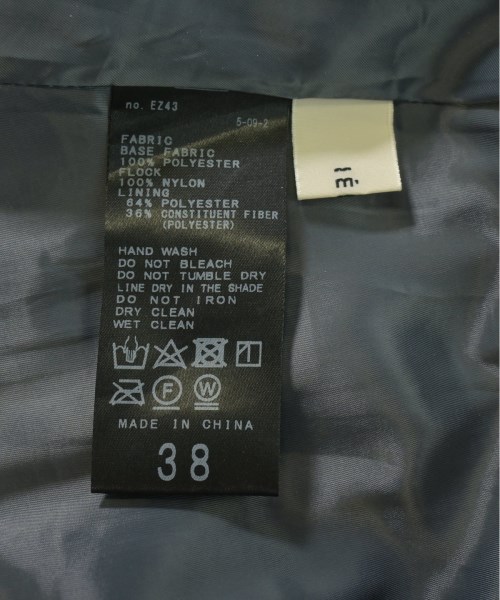 no. EZ43
5-09-2
FABRIC
BASE FABRIC
100% POLYESTER
FLOCK
100% NYLON
LINING
64% POLYESTER
36% CONSTITUENT FIBER
(POLYESTER)
HAND WASH
DO NOT BLEACH
DO NOT TUMBLE DRY
LINE DRY IN THE SHADE
DO NOT IRON
DRY CLEAN
WET CLEAN
F W
MADE IN CHINA
38